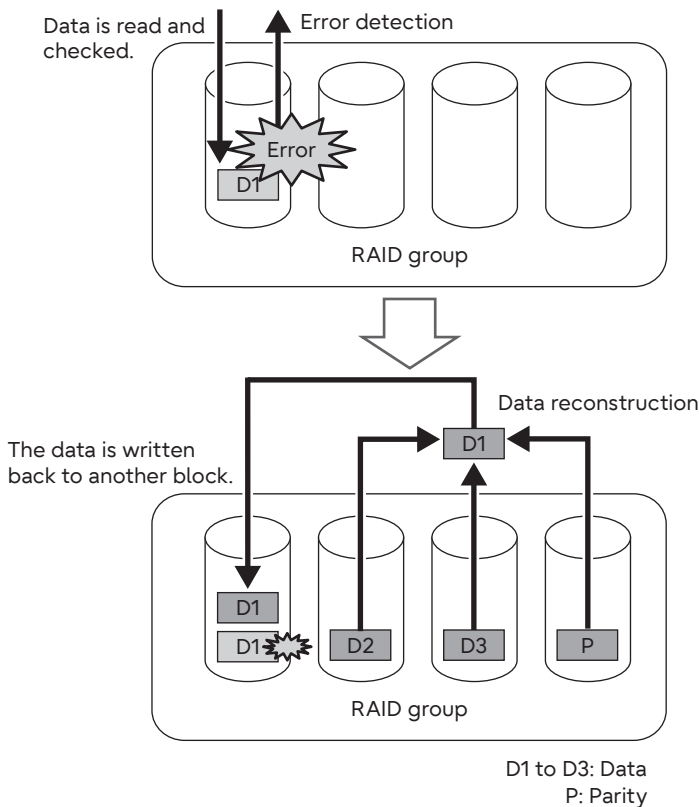 Data is read and
checked.
Error detection
Error
D1
RAID group
Data reconstruction
D1
The data is written
back to another block.
D1
D1
D2
D3
P
RAID group
D1 to D3: Data
P: Parity